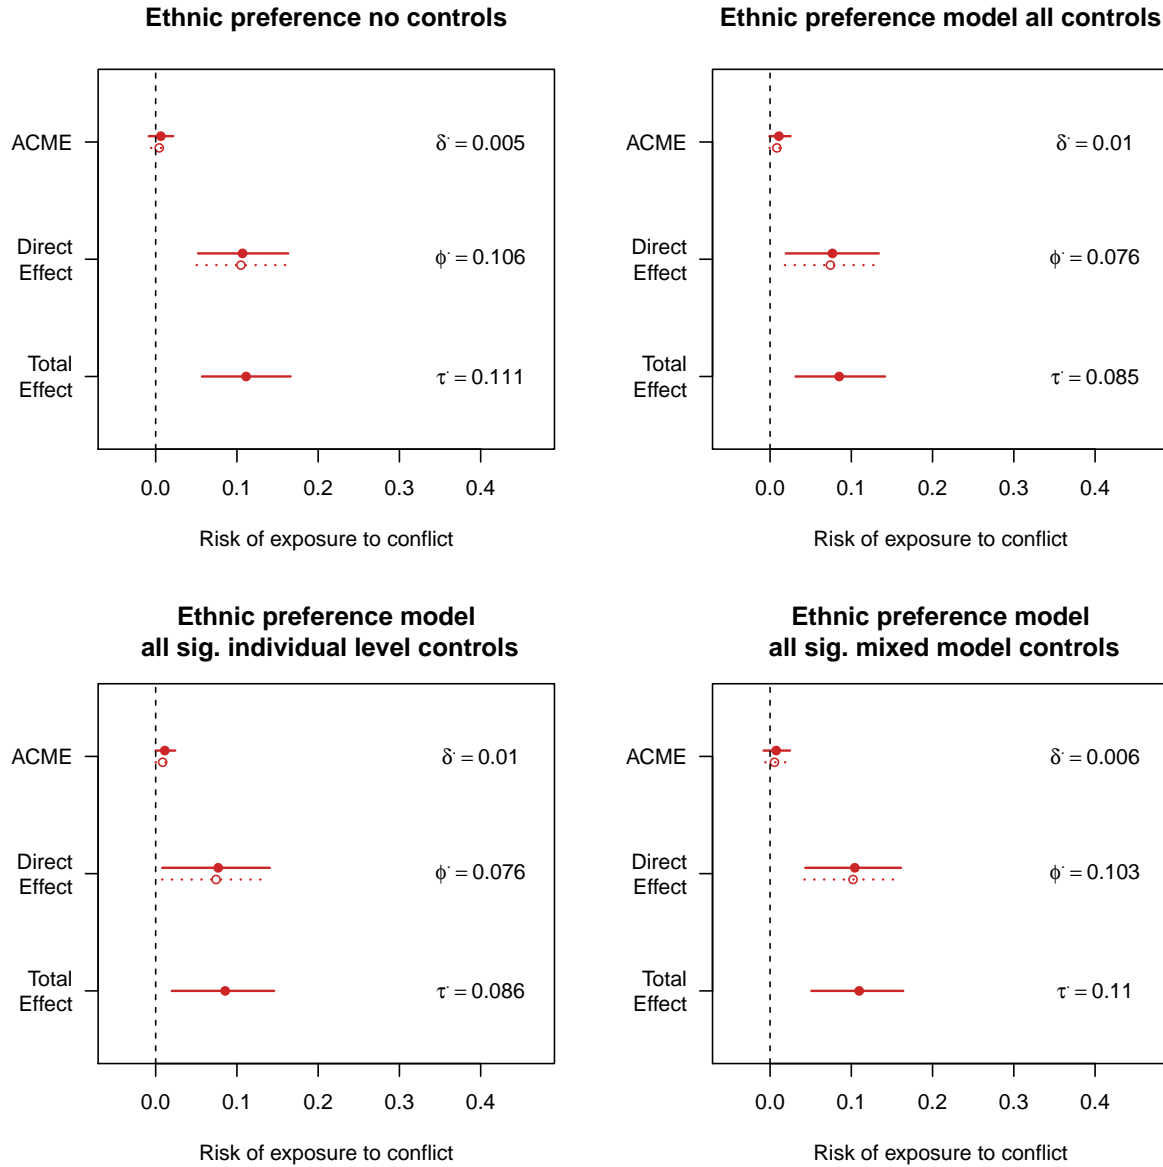 Ethnic preference no controls
ACME
δ˙ = 0.005
Direct
Effect
ϕ˙ = 0.106
Total
Effect
τ˙ = 0.111
0.0 0.1 0.2 0.3 0.4
Risk of exposure to conflict
Ethnic preference model all controls
ACME
δ˙ = 0.01
Direct
Effect
ϕ˙ = 0.076
Total
Effect
τ˙ = 0.085
0.0 0.1 0.2 0.3 0.4
Risk of exposure to conflict
Ethnic preference model
all sig. individual level controls
ACME
δ˙ = 0.01
Direct
Effect
ϕ˙ = 0.076
Total
Effect
τ˙ = 0.086
0.0 0.1 0.2 0.3 0.4
Risk of exposure to conflict
Ethnic preference model
all sig. mixed model controls
ACME
δ˙ = 0.006
Direct
Effect
ϕ˙ = 0.103
Total
Effect
τ˙ = 0.11
0.0 0.1 0.2 0.3 0.4
Risk of exposure to conflict